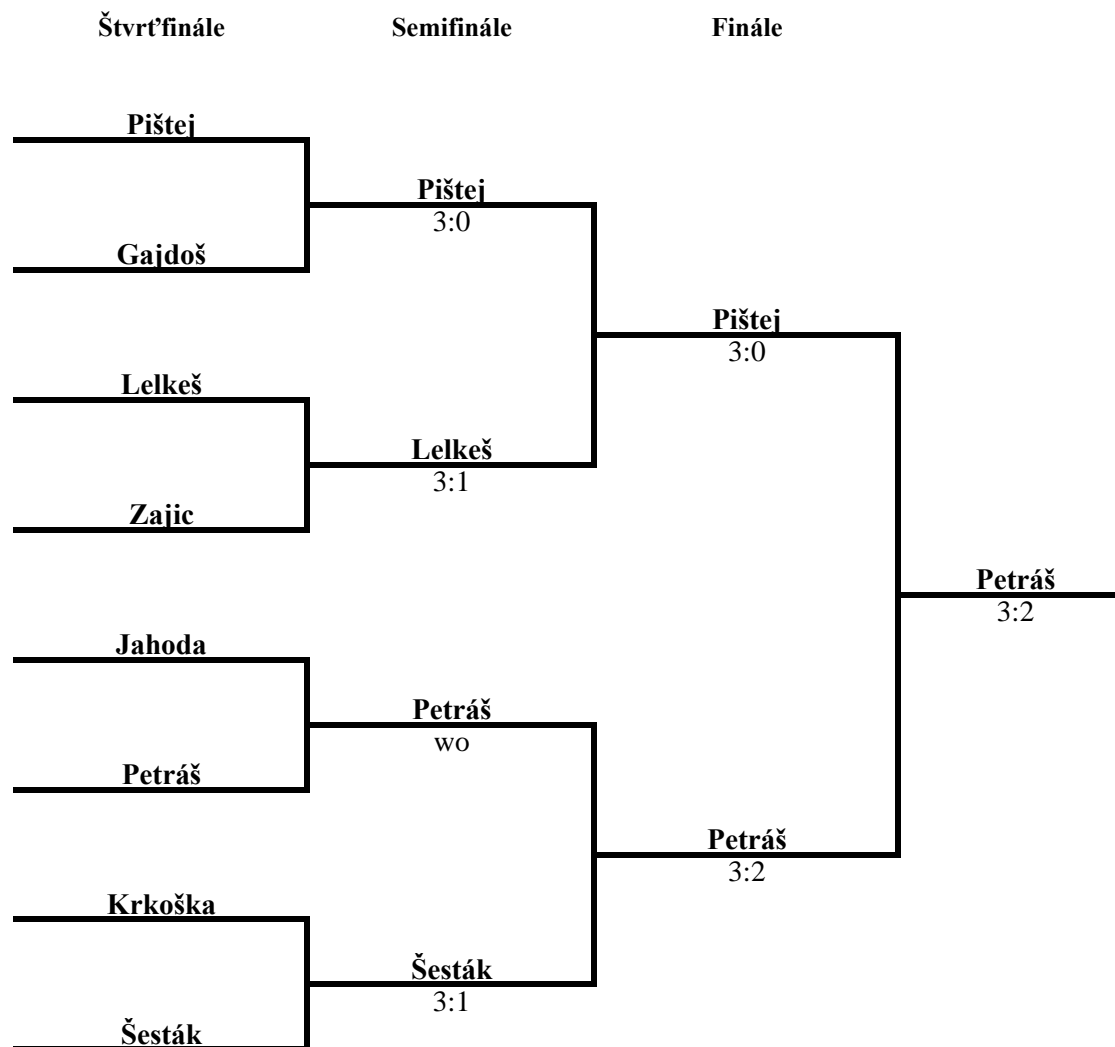 Štvrťfinále Semifinále Finále
Pištej
Pištej
3:0
Gajdoš
Pištej
3:0
Lelkeš
Lelkeš
3:1
Zajic
Petráš
3:2
Jahoda
Petráš
wo
Petráš
Petráš
3:2
Krkoška
Šesták
3:1
Šesták